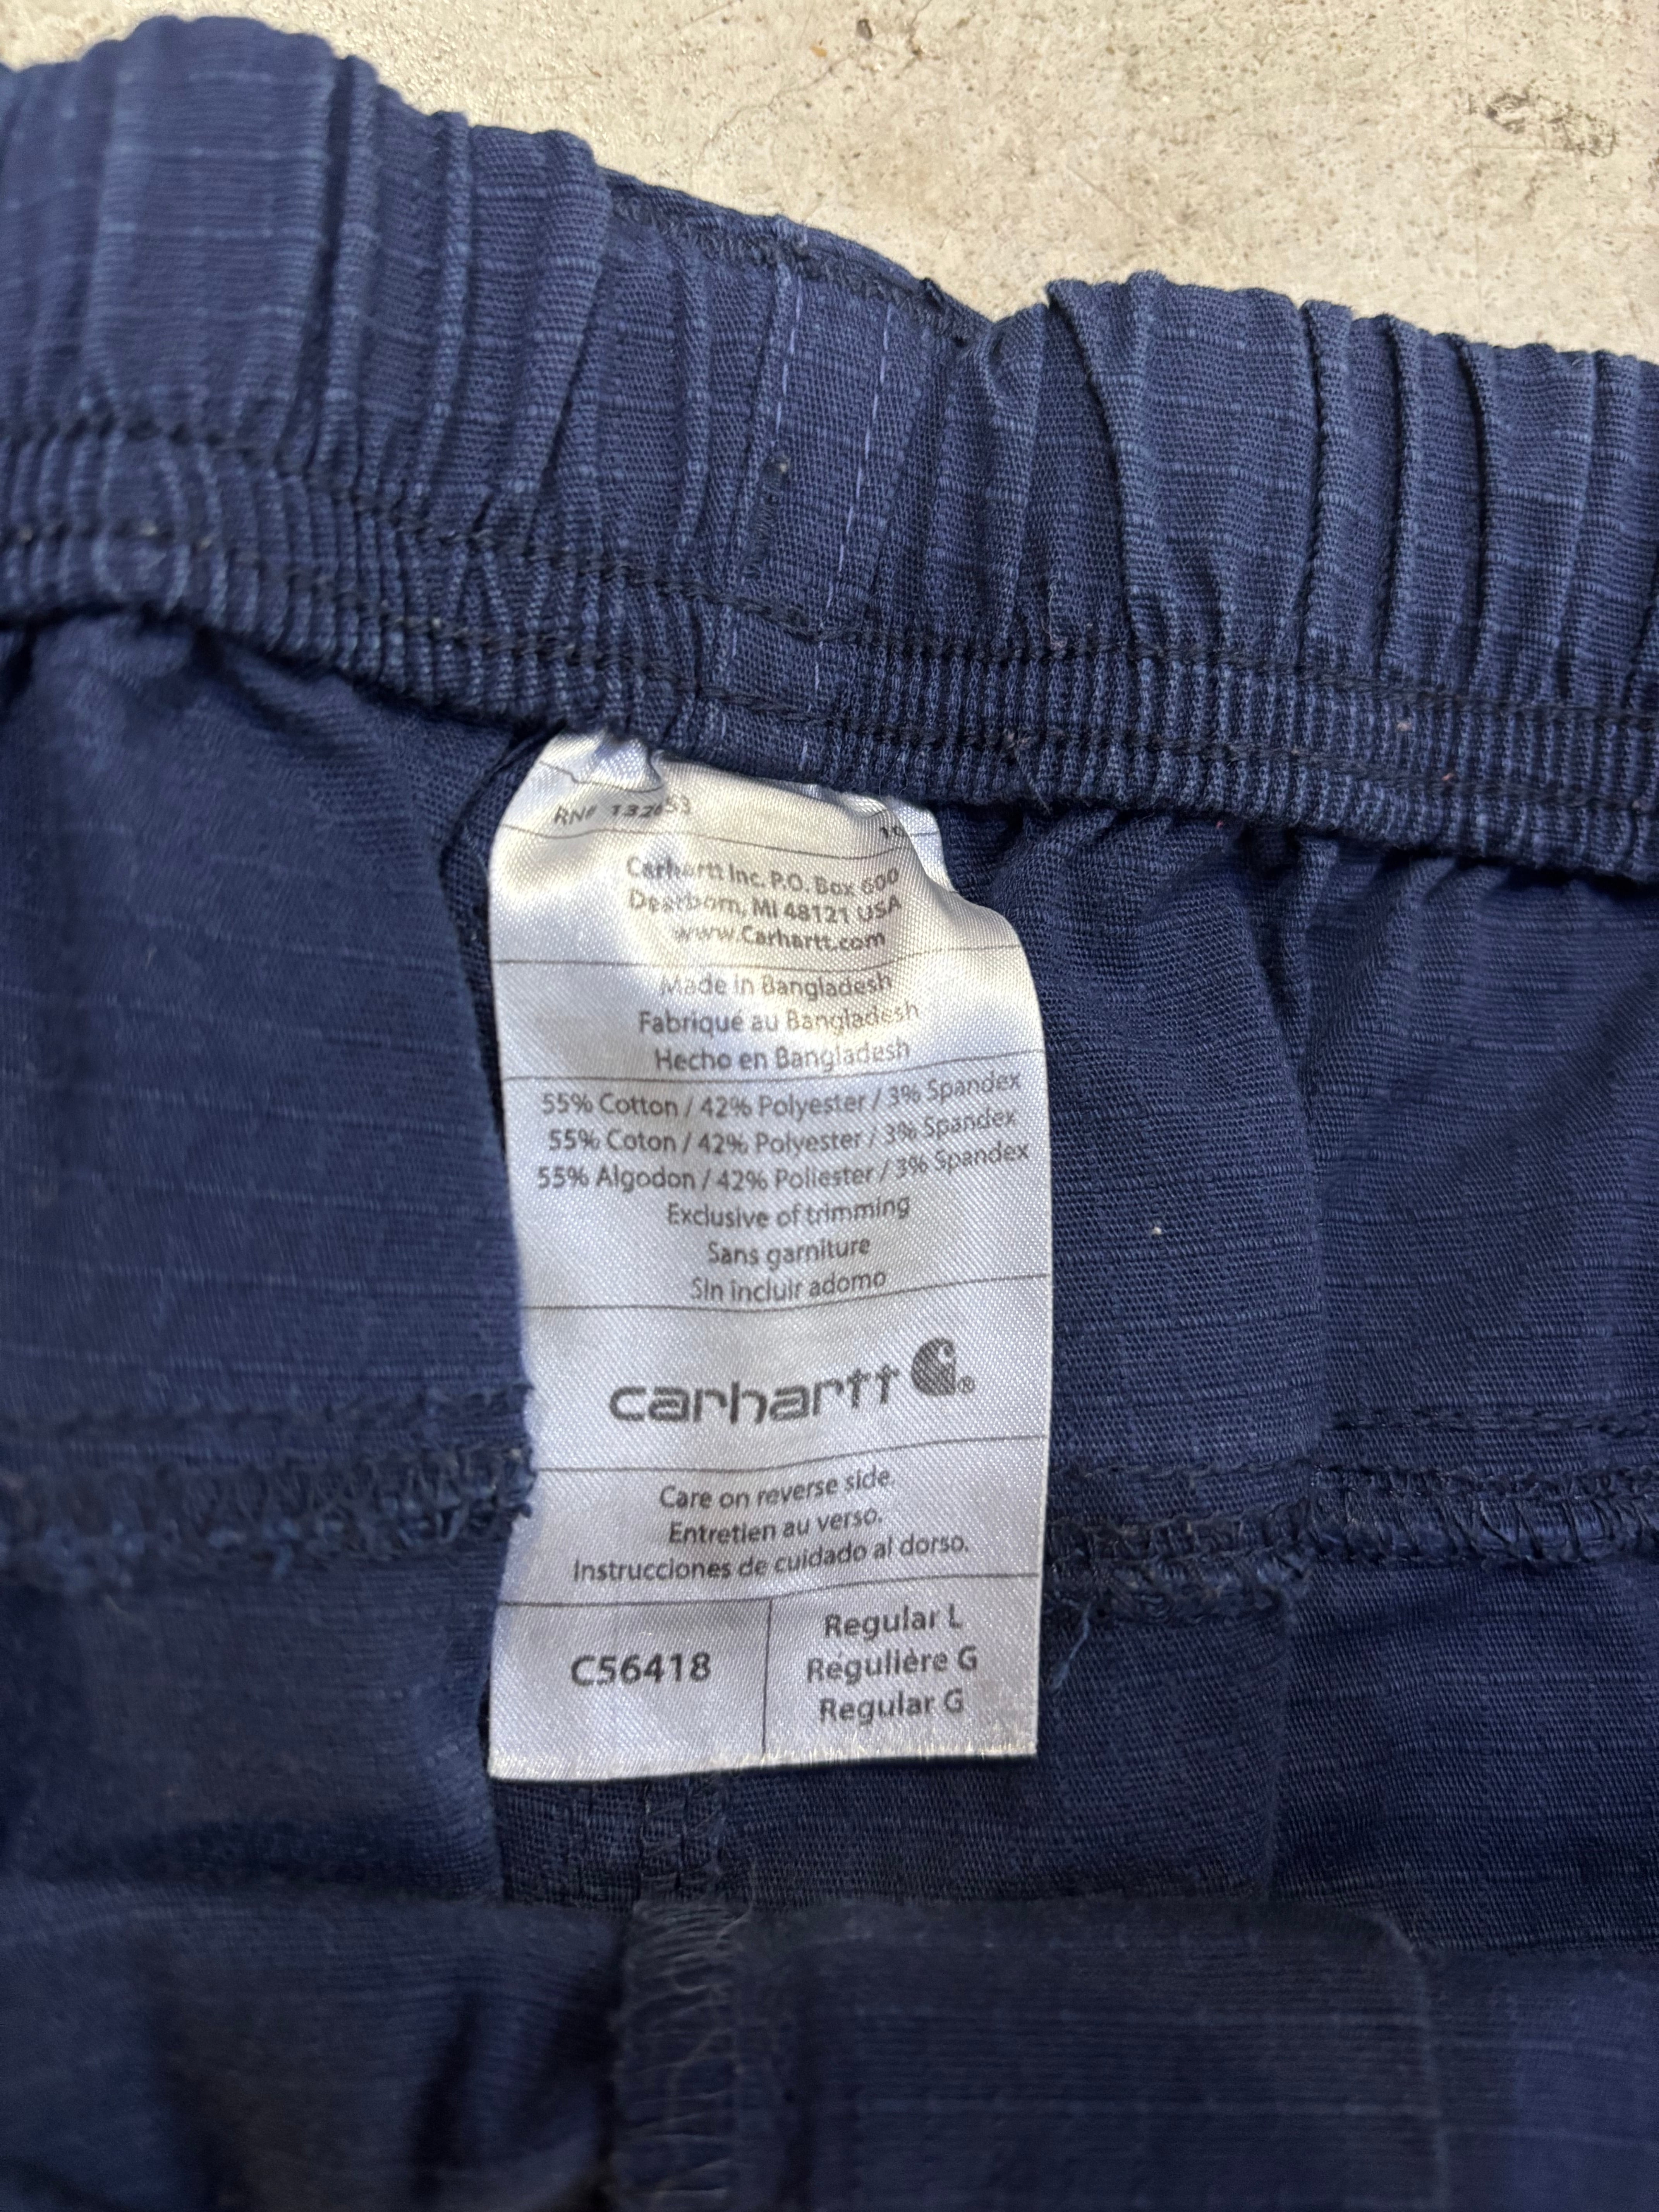 RN# 132653
Carhartt Inc. P.O. Box 600
Dearborn, MI 48121 USA
www.Carhartt.com
Made in Bangladesh
Fabriqué au Bangladesh
Hecho en Bangladesh
55% Cotton / 42% Polyester / 3% Spandex
55% Coton / 42% Polyester / 3% Spandex
55% Algodon / 42% Poliester / 3% Spandex
Exclusive of trimming
Sans garniture
Sin incluir adorno
carhartt ®
Care on reverse side.
Entretien au verso.
Instrucciones de cuidado al dorso.
C56418
Regular L
Regulière G
Regular G